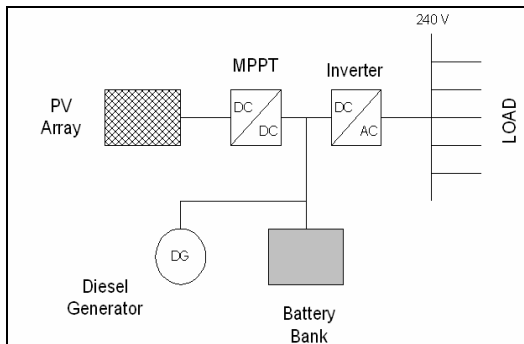 240 V
MPPT
Inverter
PV
Array
DC
DC
DC
AC
LOAD
DG
Diesel
Generator
Battery
Bank